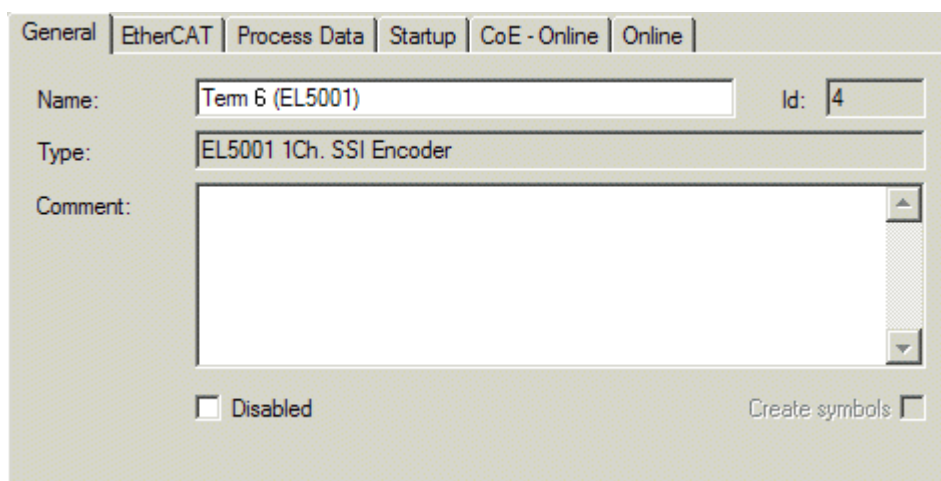 General EtherCAT Process Data Startup CoE - Online Online
Name: Term 6 (EL5001) Id: 4
Type: EL5001 1Ch. SSI Encoder
Comment:
Disabled Create symbols